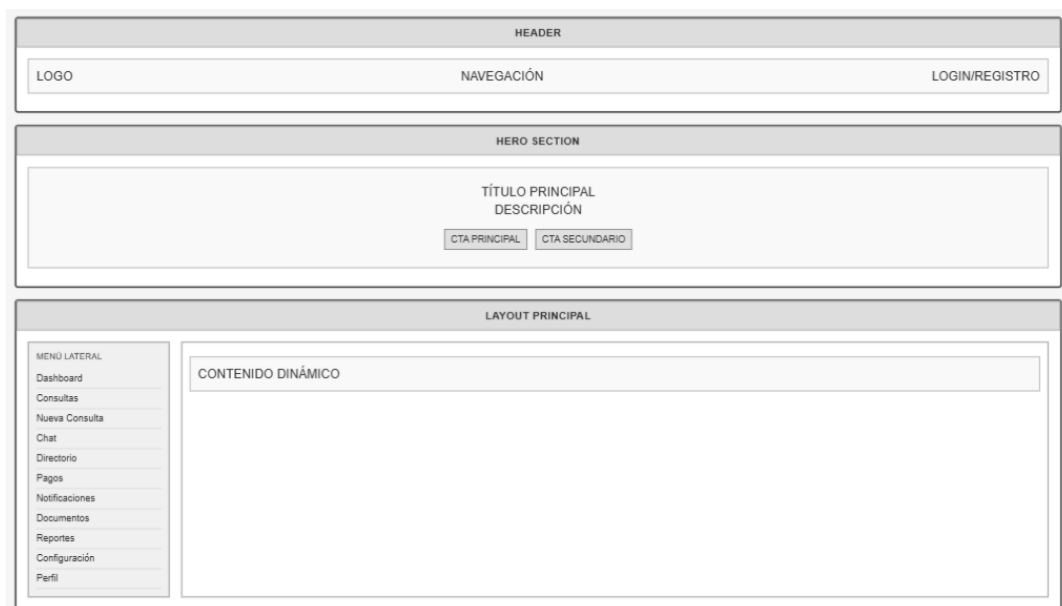 HEADER
LOGO NAVEGACIÓN LOGIN/REGISTRO
HERO SECTION
TÍTULO PRINCIPAL
DESCRIPCIÓN
CTA PRINCIPAL CTA SECUNDARIO
LAYOUT PRINCIPAL
MENÚ LATERAL
Dashboard
Consultas
Nueva Consulta
Chat
Directorio
Pagos
Notificaciones
Documentos
Reportes
Configuración
Perfil
CONTENIDO DINÁMICO